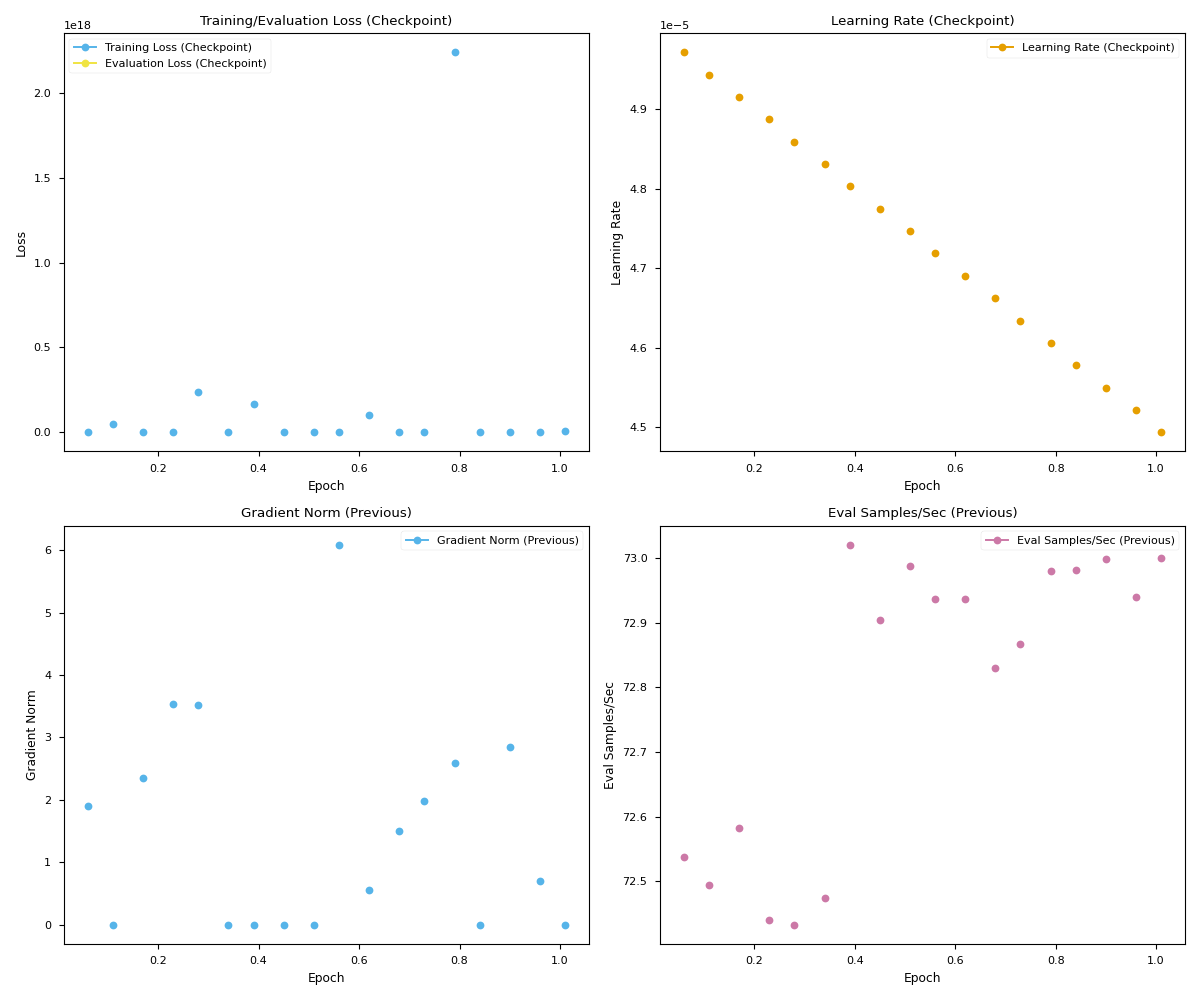 Training/Evaluation Loss (Checkpoint)
1e18
Training Loss (Checkpoint)
Evaluation Loss (Checkpoint)
2.0
1.5
1.0
0.5
0.0
Loss
0.2 0.4 0.6 0.8 1.0
Epoch
Learning Rate (Checkpoint)
1e−5
Learning Rate (Checkpoint)
4.9
4.8
4.7
4.6
4.5
Learning Rate
0.2 0.4 0.6 0.8 1.0
Epoch
Gradient Norm (Previous)
Gradient Norm (Previous)
6
5
4
3
2
1
0
Gradient Norm
0.2 0.4 0.6 0.8 1.0
Epoch
Eval Samples/Sec (Previous)
Eval Samples/Sec (Previous)
73.0
72.9
72.8
72.7
72.6
72.5
Eval Samples/Sec
0.2 0.4 0.6 0.8 1.0
Epoch